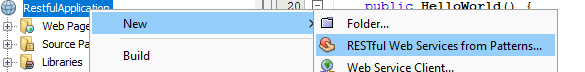 RestfulApplication
Web Page
Source Pa
Libraries
New
Build
20
public HelloWorld() {
Folder...
RESTful Web Services from Patterns...
Web Service Client...